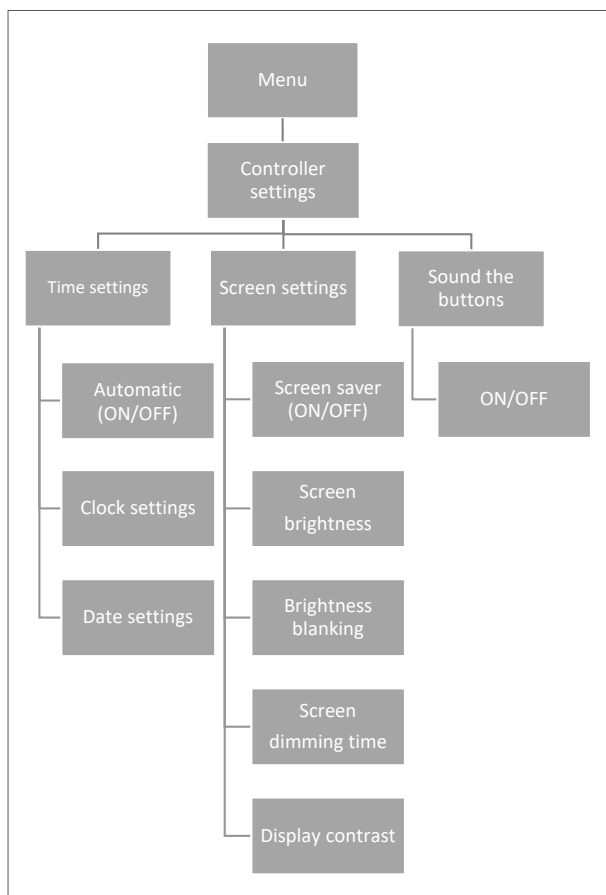 Menu
Controller
settings
Time settings
Screen settings
Sound the
buttons
Automatic
(ON/OFF)
Screen saver
(ON/OFF)
ON/OFF
Clock settings
Screen
brightness
Date settings
Brightness
blanking
Screen
dimming time
Display contrast